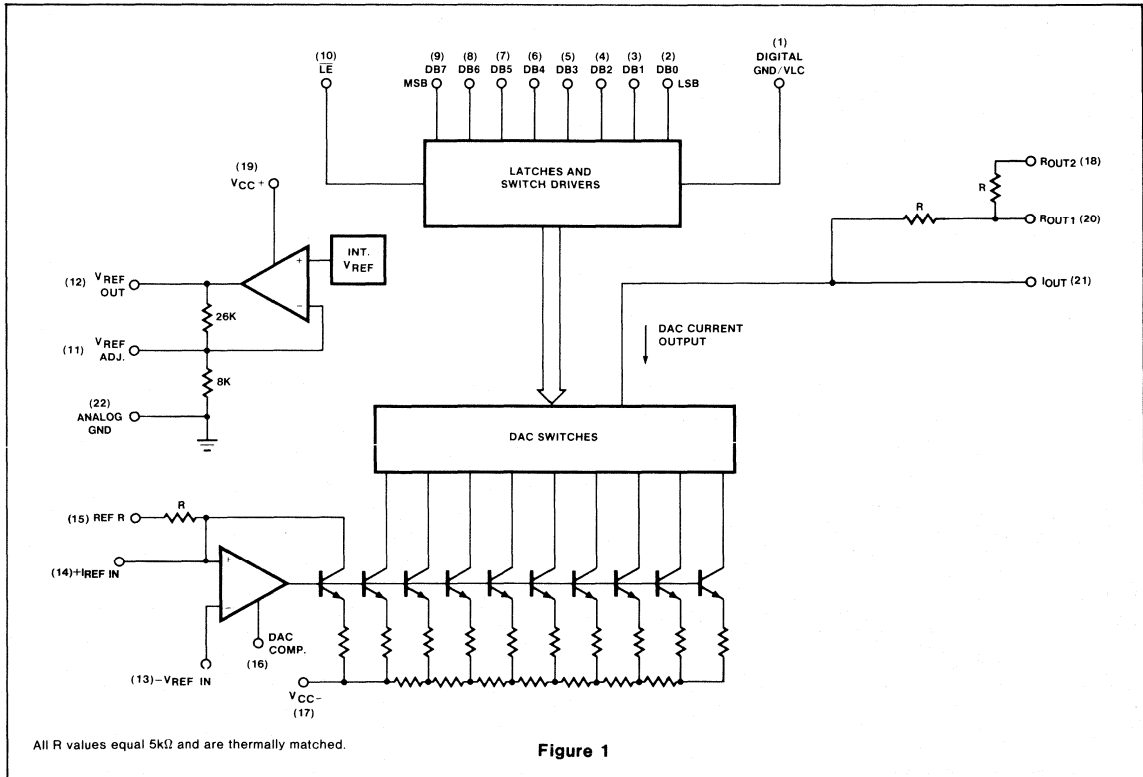 (10)
LE
(9)
DB7
MSB
(8)
DB6
(7)
DB5
(6)
DB4
(5)
DB3
(4)
DB2
(3)
DB1
(2)
DB0
LSB
(1)
DIGITAL
GND/VLC
LATCHES AND
SWITCH DRIVERS
ROUT2 (18)
R
R
ROUT1 (20)
IOUT (21)
(19)
VCC+
INT.
VREF
+
−
(12) VREF
OUT
26K
(11) VREF
ADJ.
8K
(22)
ANALOG
GND
DAC CURRENT
OUTPUT
DAC SWITCHES
(15) REF R
R
(14)+IREF IN
+
−
DAC
COMP.
(16)
(13)−VREF IN
VCC−
(17)
All R values equal 5kΩ and are thermally matched.
Figure 1